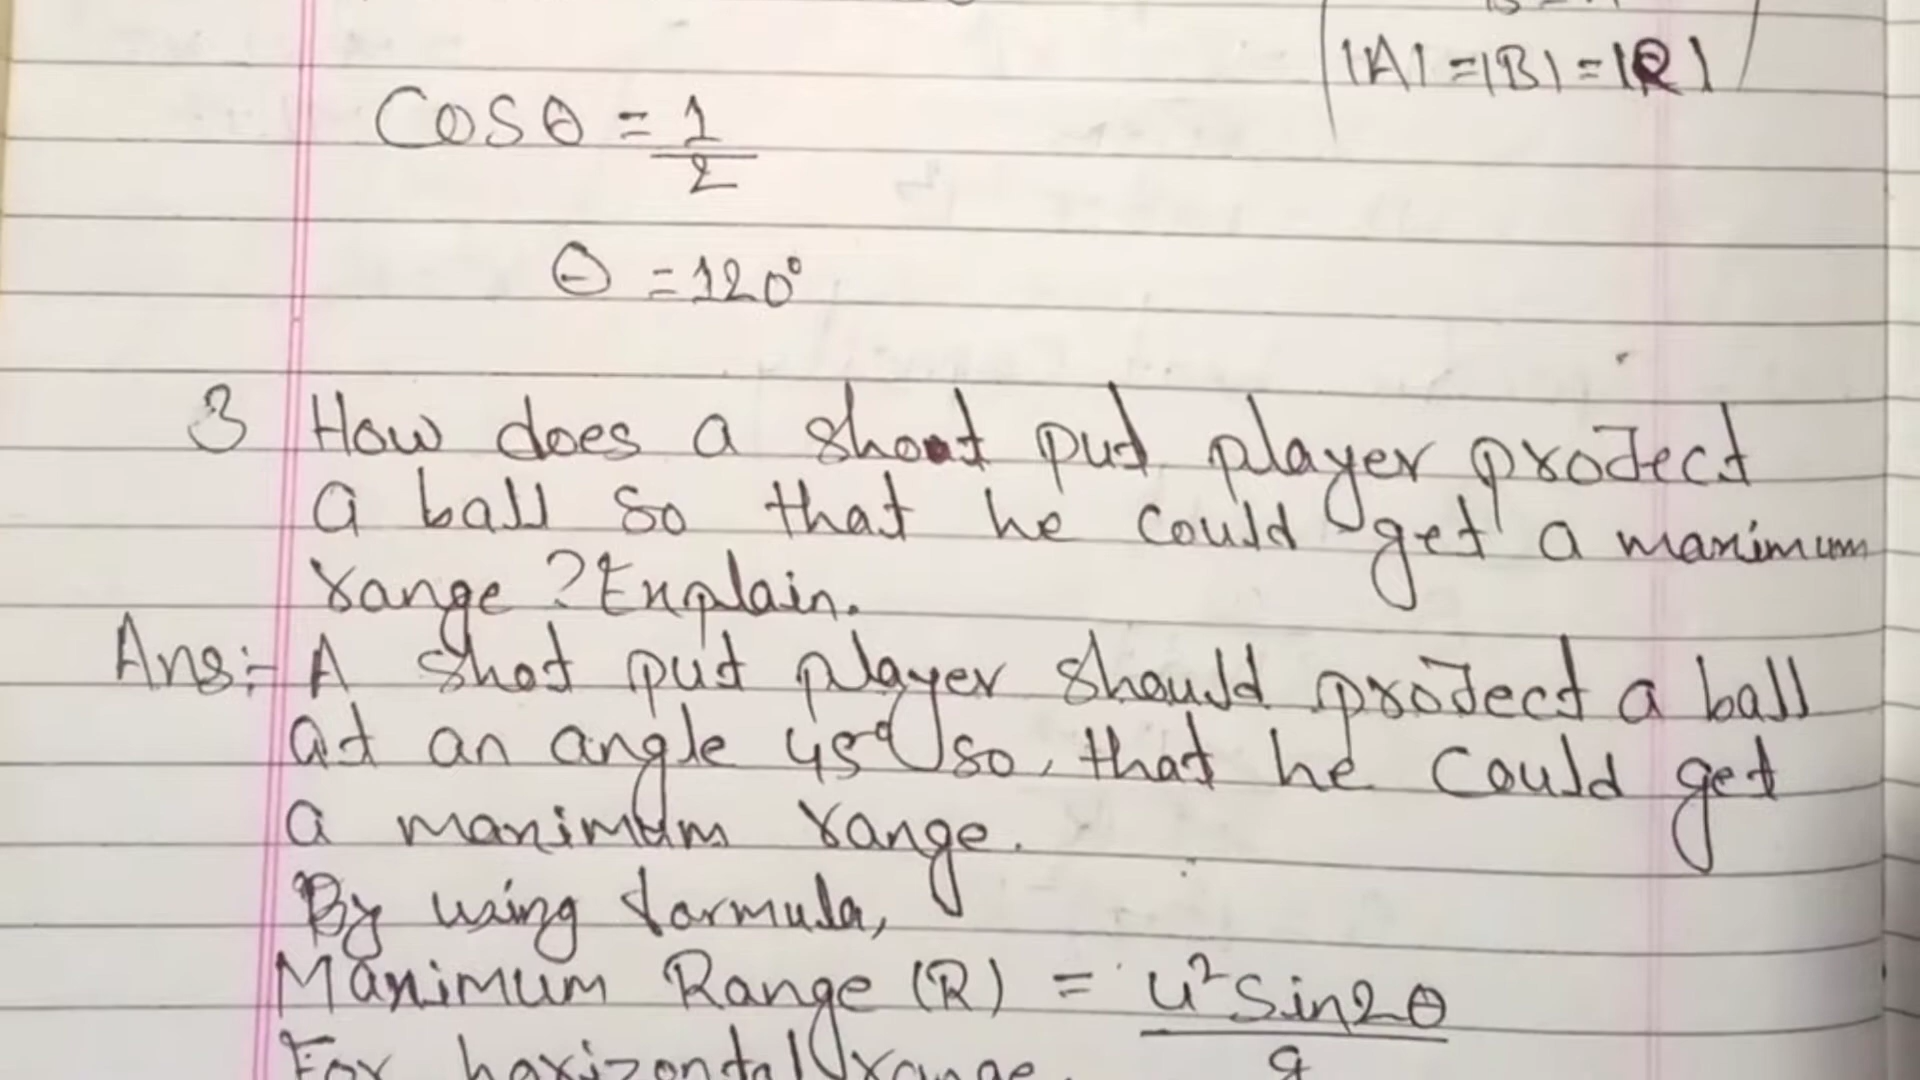 |A| = |B| = |R|
Cosθ = 1/2
θ = 120°
3 How does a shot put player project
a ball so that he could get a maximum
range ? Explain.
Ans:- A shot put player should project a ball
at an angle 45° so, that he could get
a maximum range.
By using formula,
Maximum Range (R) = u²sin2θ/g
For horizontal range.